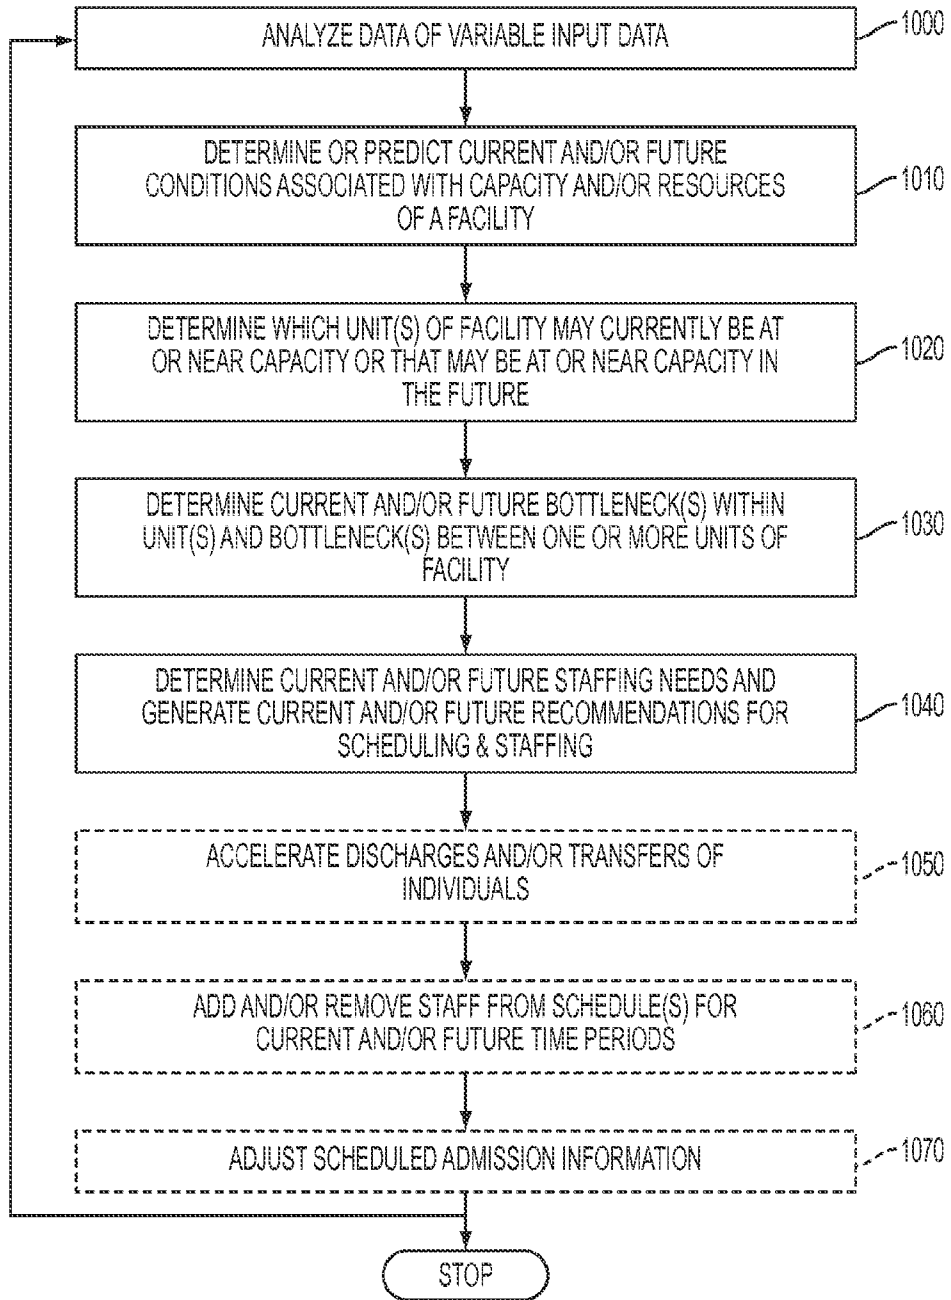 ANALYZE DATA OF VARIABLE INPUT DATA
1000
DETERMINE OR PREDICT CURRENT AND/OR FUTURE
CONDITIONS ASSOCIATED WITH CAPACITY AND/OR RESOURCES
OF A FACILITY
1010
DETERMINE WHICH UNIT(S) OF FACILITY MAY CURRENTLY BE AT
OR NEAR CAPACITY OR THAT MAY BE AT OR NEAR CAPACITY IN
THE FUTURE
1020
DETERMINE CURRENT AND/OR FUTURE BOTTLENECK(S) WITHIN
UNIT(S) AND BOTTLENECK(S) BETWEEN ONE OR MORE UNITS OF
FACILITY
1030
DETERMINE CURRENT AND/OR FUTURE STAFFING NEEDS AND
GENERATE CURRENT AND/OR FUTURE RECOMMENDATIONS FOR
SCHEDULING & STAFFING
1040
ACCELERATE DISCHARGES AND/OR TRANSFERS OF
INDIVIDUALS
1050
ADD AND/OR REMOVE STAFF FROM SCHEDULE(S) FOR
CURRENT AND/OR FUTURE TIME PERIODS
1060
ADJUST SCHEDULED ADMISSION INFORMATION
1070
STOP